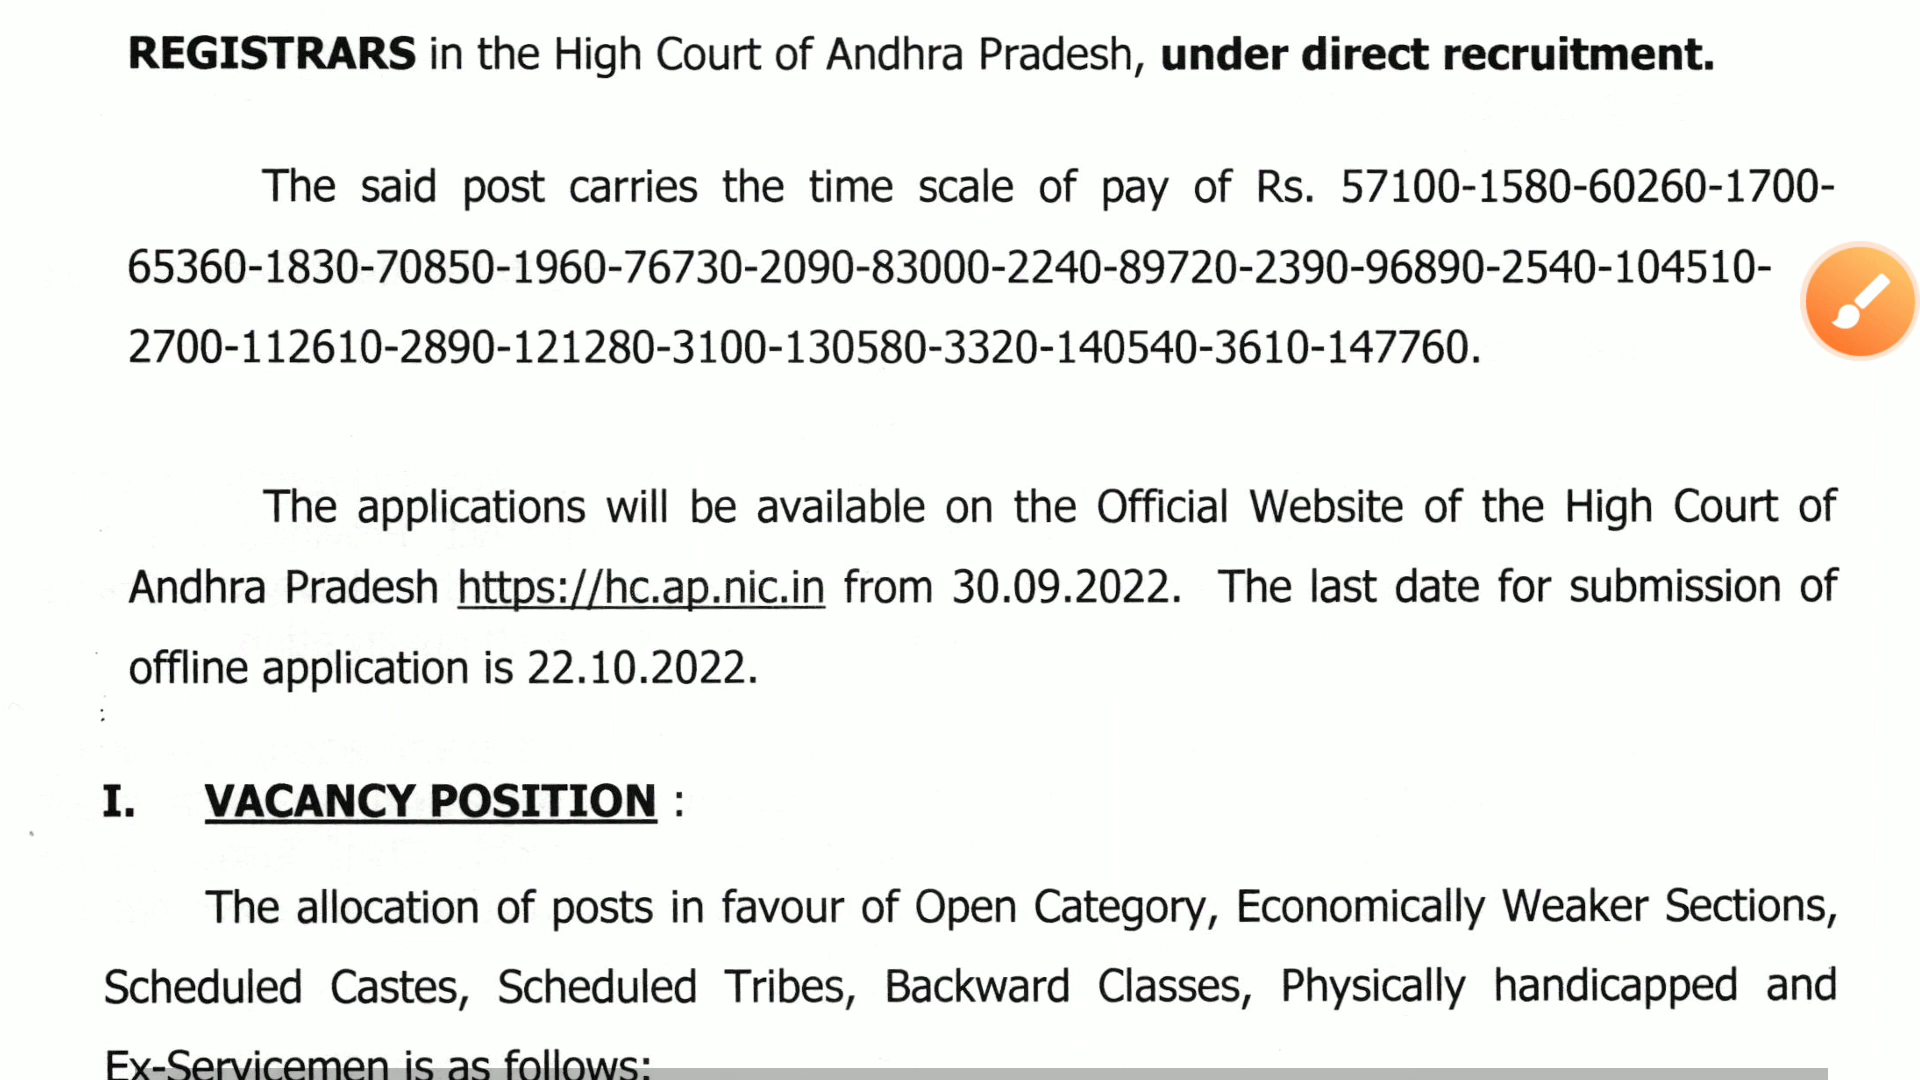 REGISTRARS in the High Court of Andhra Pradesh, under direct recruitment.
The said post carries the time scale of pay of Rs. 57100-1580-60260-1700-
65360-1830-70850-1960-76730-2090-83000-2240-89720-2390-96890-2540-104510-
2700-112610-2890-121280-3100-130580-3320-140540-3610-147760.
The applications will be available on the Official Website of the High Court of
Andhra Pradesh https://hc.ap.nic.in from 30.09.2022. The last date for submission of
offline application is 22.10.2022.
I. VACANCY POSITION :
The allocation of posts in favour of Open Category, Economically Weaker Sections,
Scheduled Castes, Scheduled Tribes, Backward Classes, Physically handicapped and
Ex-Servicemen is as follows: